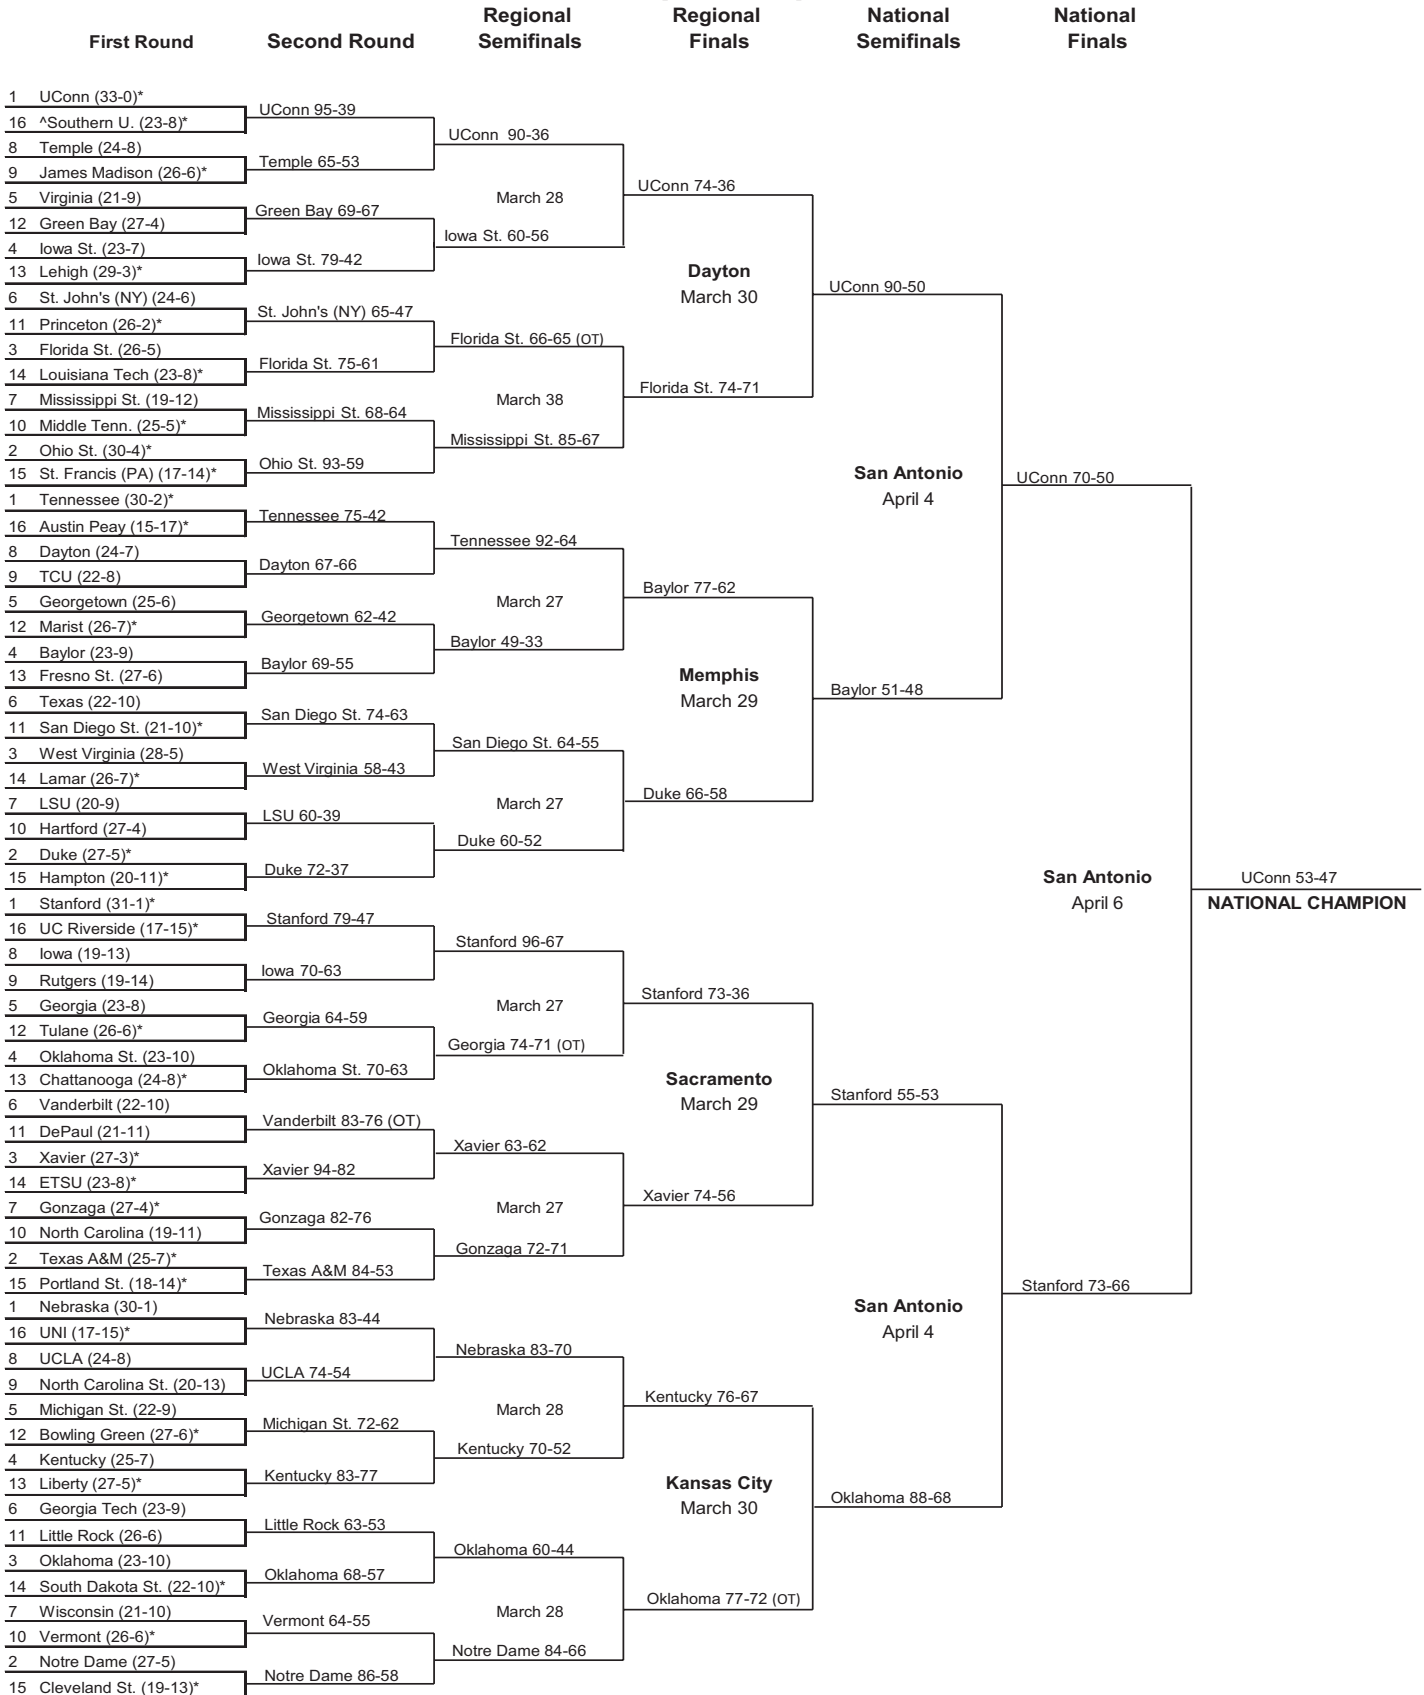 Regional Semifinals
Regional Finals
National Semifinals
National Finals
First Round
Second Round
1 UConn (33-0)*
16 ^Southern U. (23-8)*
8 Temple (24-8)
9 James Madison (26-6)*
5 Virginia (21-9)
12 Green Bay (27-4)
4 Iowa St. (23-7)
13 Lehigh (29-3)*
6 St. John's (NY) (24-6)
11 Princeton (26-2)*
3 Florida St. (26-5)
14 Louisiana Tech (23-8)*
7 Mississippi St. (19-12)
10 Middle Tenn. (25-5)*
2 Ohio St. (30-4)*
15 St. Francis (PA) (17-14)*
1 Tennessee (30-2)*
16 Austin Peay (15-17)*
8 Dayton (24-7)
9 TCU (22-8)
5 Georgetown (25-6)
12 Marist (26-7)*
4 Baylor (23-9)
13 Fresno St. (27-6)
6 Texas (22-10)
11 San Diego St. (21-10)*
3 West Virginia (28-5)
14 Lamar (26-7)*
7 LSU (20-9)
10 Hartford (27-4)
2 Duke (27-5)*
15 Hampton (20-11)*
1 Stanford (31-1)*
16 UC Riverside (17-15)*
8 Iowa (19-13)
9 Rutgers (19-14)
5 Georgia (23-8)
12 Tulane (26-6)*
4 Oklahoma St. (23-10)
13 Chattanooga (24-8)*
6 Vanderbilt (22-10)
11 DePaul (21-11)
3 Xavier (27-3)*
14 ETSU (23-8)*
7 Gonzaga (27-4)*
10 North Carolina (19-11)
2 Texas A&M (25-7)*
15 Portland St. (18-14)*
1 Nebraska (30-1)
16 UNI (17-15)*
8 UCLA (24-8)
9 North Carolina St. (20-13)
5 Michigan St. (22-9)
12 Bowling Green (27-6)*
4 Kentucky (25-7)
13 Liberty (27-5)*
6 Georgia Tech (23-9)
11 Little Rock (26-6)
3 Oklahoma (23-10)
14 South Dakota St. (22-10)*
7 Wisconsin (21-10)
10 Vermont (26-6)*
2 Notre Dame (27-5)
15 Cleveland St. (19-13)*
UConn 95-39
Temple 65-53
Green Bay 69-67
Iowa St. 79-42
St. John's (NY) 65-47
Florida St. 75-61
Mississippi St. 68-64
Ohio St. 93-59
Tennessee 75-42
Dayton 67-66
Georgetown 62-42
Baylor 69-55
San Diego St. 74-63
West Virginia 58-43
LSU 60-39
Duke 72-37
Stanford 79-47
Iowa 70-63
Georgia 64-59
Oklahoma St. 70-63
Vanderbilt 83-76 (OT)
Xavier 94-82
Gonzaga 82-76
Texas A&M 84-53
Nebraska 83-44
UCLA 74-54
Michigan St. 72-62
Kentucky 83-77
Little Rock 63-53
Oklahoma 68-57
Vermont 64-55
Notre Dame 86-58
UConn 90-36
March 28
Iowa St. 60-56
Florida St. 66-65 (OT)
March 38
Mississippi St. 85-67
Tennessee 92-64
March 27
Baylor 49-33
San Diego St. 64-55
March 27
Duke 60-52
Stanford 96-67
March 27
Georgia 74-71 (OT)
Xavier 63-62
March 27
Gonzaga 72-71
Nebraska 83-70
March 28
Kentucky 70-52
Oklahoma 60-44
March 28
Notre Dame 84-66
UConn 74-36
Dayton
March 30
Florida St. 74-71
Baylor 77-62
Memphis
March 29
Duke 66-58
Stanford 73-36
Sacramento
March 29
Xavier 74-56
Kentucky 76-67
Kansas City
March 30
Oklahoma 77-72 (OT)
UConn 90-50
San Antonio
April 4
Baylor 51-48
Stanford 55-53
San Antonio
April 4
Oklahoma 88-68
UConn 70-50
San Antonio
April 6
Stanford 73-66
UConn 53-47
NATIONAL CHAMPION